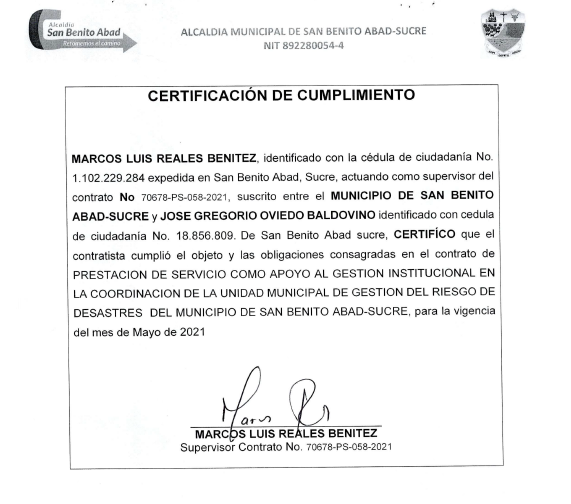 Alcaldía
San Benito Abad
Retomemos el camino
ALCALDIA MUNICIPAL DE SAN BENITO ABAD-SUCRE
NIT 892280054-4
CERTIFICACIÓN DE CUMPLIMIENTO
MARCOS LUIS REALES BENITEZ, identificado con la cédula de ciudadanía No.
1.102.229.284 expedida en San Benito Abad, Sucre, actuando como supervisor del
contrato No 70678-PS-058-2021, suscrito entre el MUNICIPIO DE SAN BENITO
ABAD-SUCRE y JOSE GREGORIO OVIEDO BALDOVINO identificado con cedula
de ciudadanía No. 18.856.809. De San Benito Abad sucre, CERTIFÍCO que el
contratista cumplió el objeto y las obligaciones consagradas en el contrato de
PRESTACION DE SERVICIO COMO APOYO AL GESTION INSTITUCIONAL EN
LA COORDINACION DE LA UNIDAD MUNICIPAL DE GESTION DEL RIESGO DE
DESASTRES DEL MUNICIPIO DE SAN BENITO ABAD-SUCRE, para la vigencia
del mes de Mayo de 2021
MARCOS LUIS REALES BENITEZ
Supervisor Contrato No. 70678-PS-058-2021